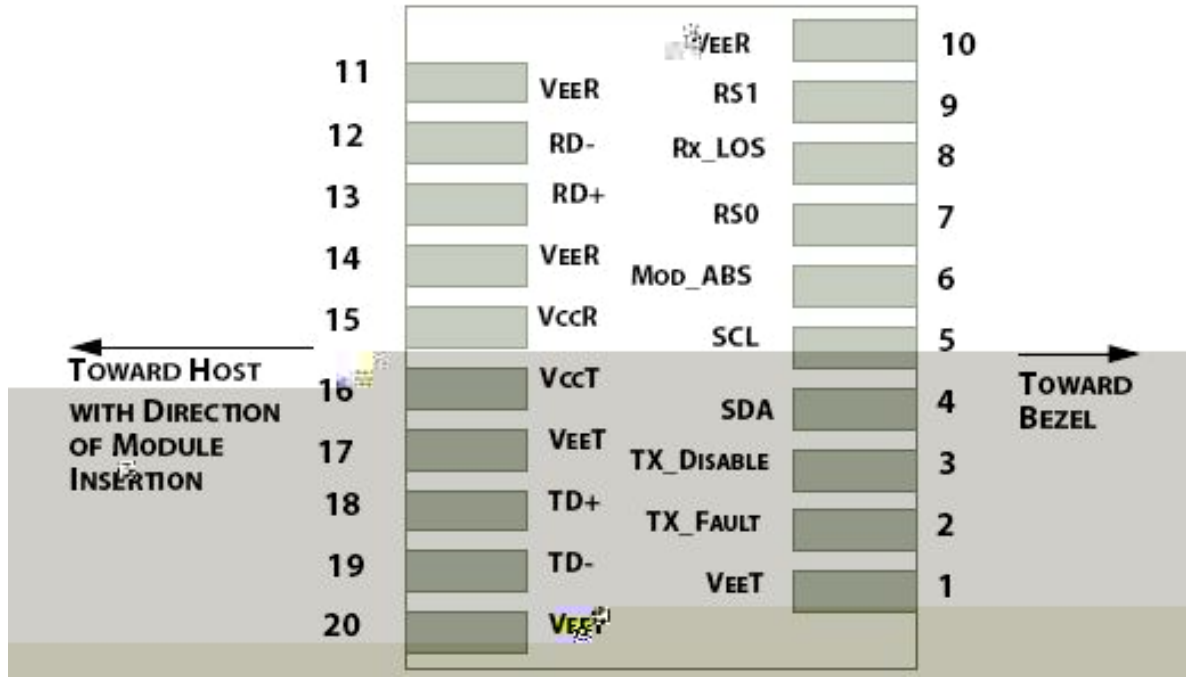 VEER 10
11 VEER
RS1 9
12 RD-
Rx_LOS 8
13 RD+
RS0 7
14 VEER
MOD_ABS 6
15 VCCR
SCL 5
TOWARD HOST
WITH DIRECTION
OF MODULE
INSERTION
16 VCCT
TOWARD
BEZEL
SDA 4
17 VEET
TX_DISABLE 3
18 TD+
TX_FAULT 2
19 TD-
VEET 1
20 VEET